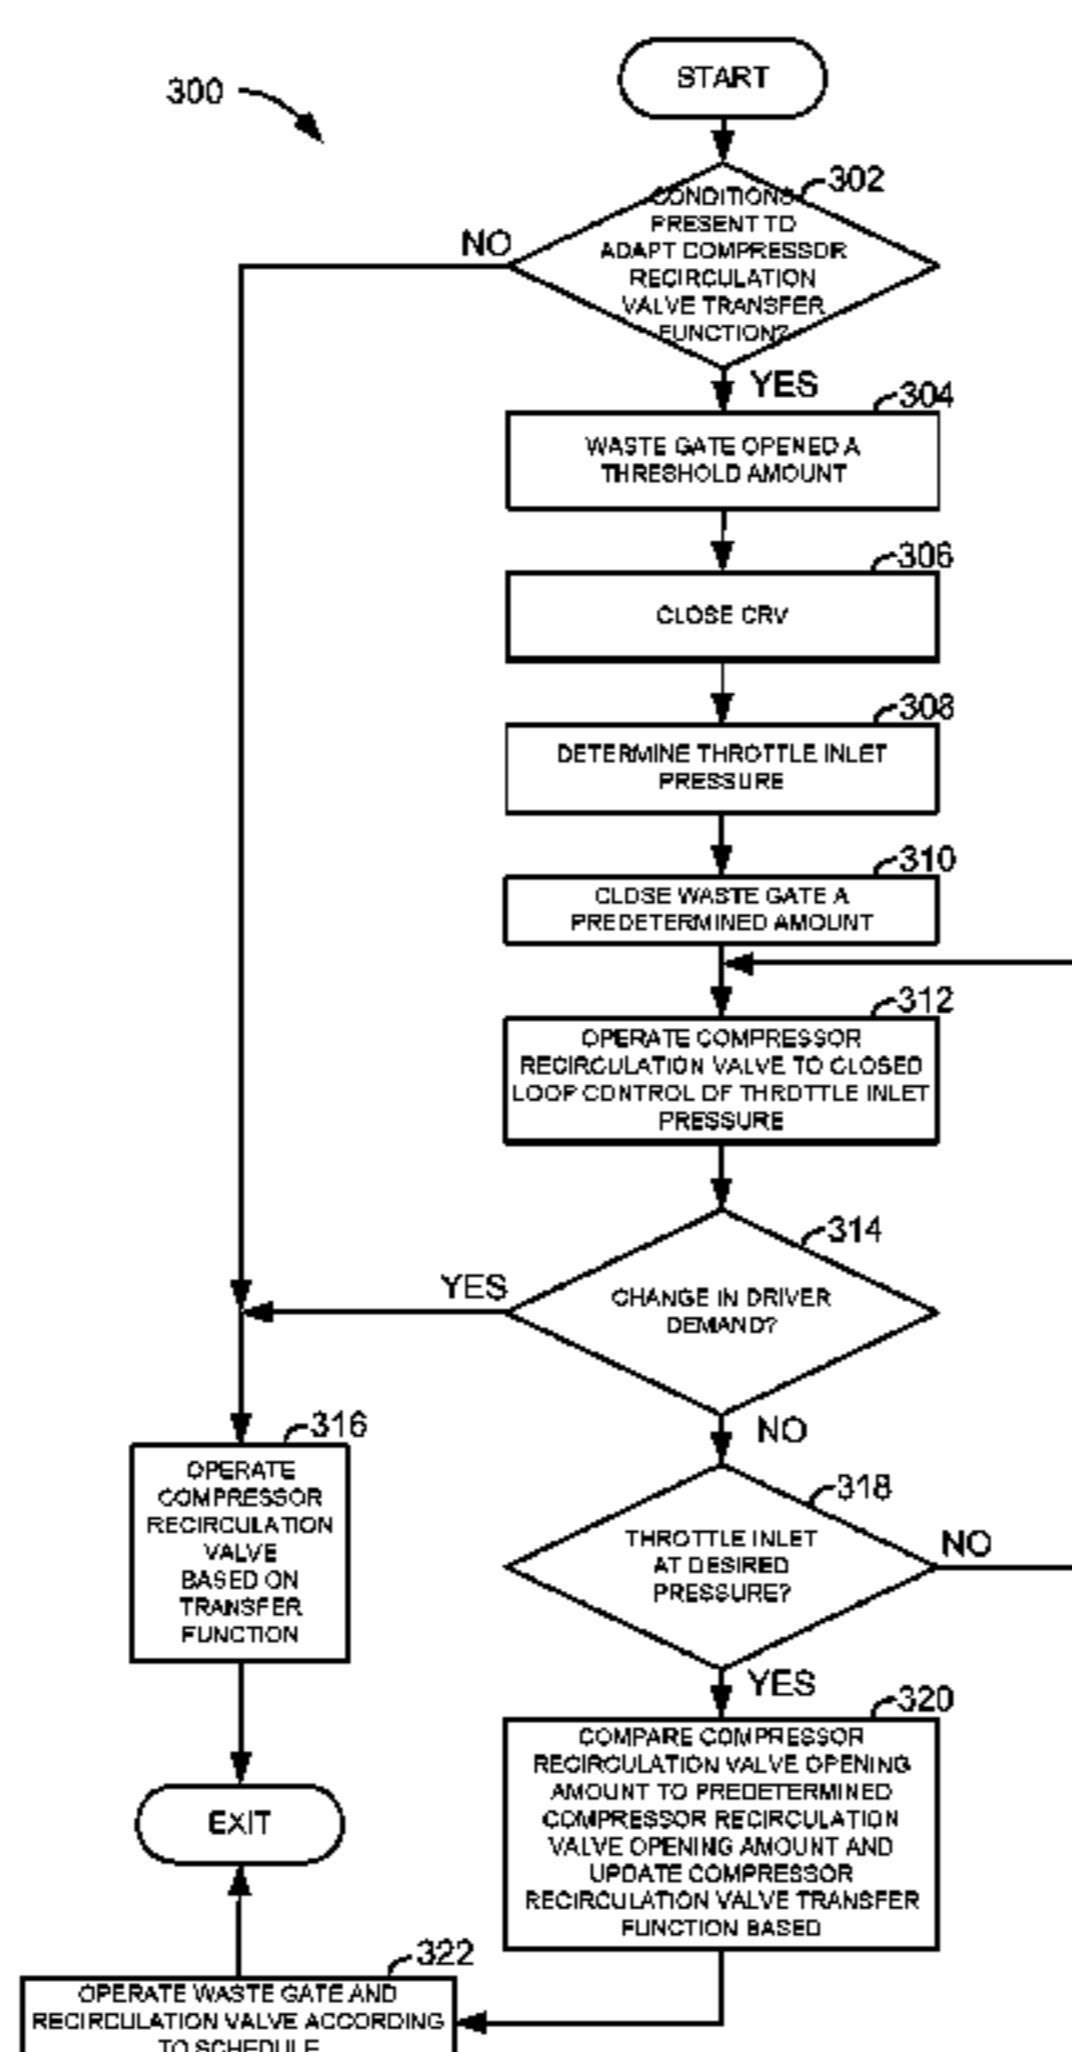 START
300
302
CONDITIONS
PRESENT TO
ADAPT COMPRESSOR
RECIRCULATION
VALVE TRANSFER
FUNCTION?
NO
YES
304
WASTE GATE OPENED A
THRESHOLD AMOUNT
306
CLOSE CRV
308
DETERMINE THROTTLE INLET
PRESSURE
310
CLOSE WASTE GATE A
PREDETERMINED AMOUNT
312
OPERATE COMPRESSOR
RECIRCULATION VALVE TO CLOSED
LOOP CONTROL OF THROTTLE INLET
PRESSURE
314
CHANGE IN DRIVER
DEMAND?
YES
NO
316
OPERATE
COMPRESSOR
RECIRCULATION
VALVE
BASED ON
TRANSFER
FUNCTION
318
THROTTLE INLET
AT DESIRED
PRESSURE?
NO
YES
320
COMPARE COMPRESSOR
RECIRCULATION VALVE OPENING
AMOUNT TO PREDETERMINED
COMPRESSOR RECIRCULATION
VALVE OPENING AMOUNT AND
UPDATE COMPRESSOR
RECIRCULATION VALVE TRANSFER
FUNCTION BASED
EXIT
322
OPERATE WASTE GATE AND
RECIRCULATION VALVE ACCORDING
TO SCHEDULE